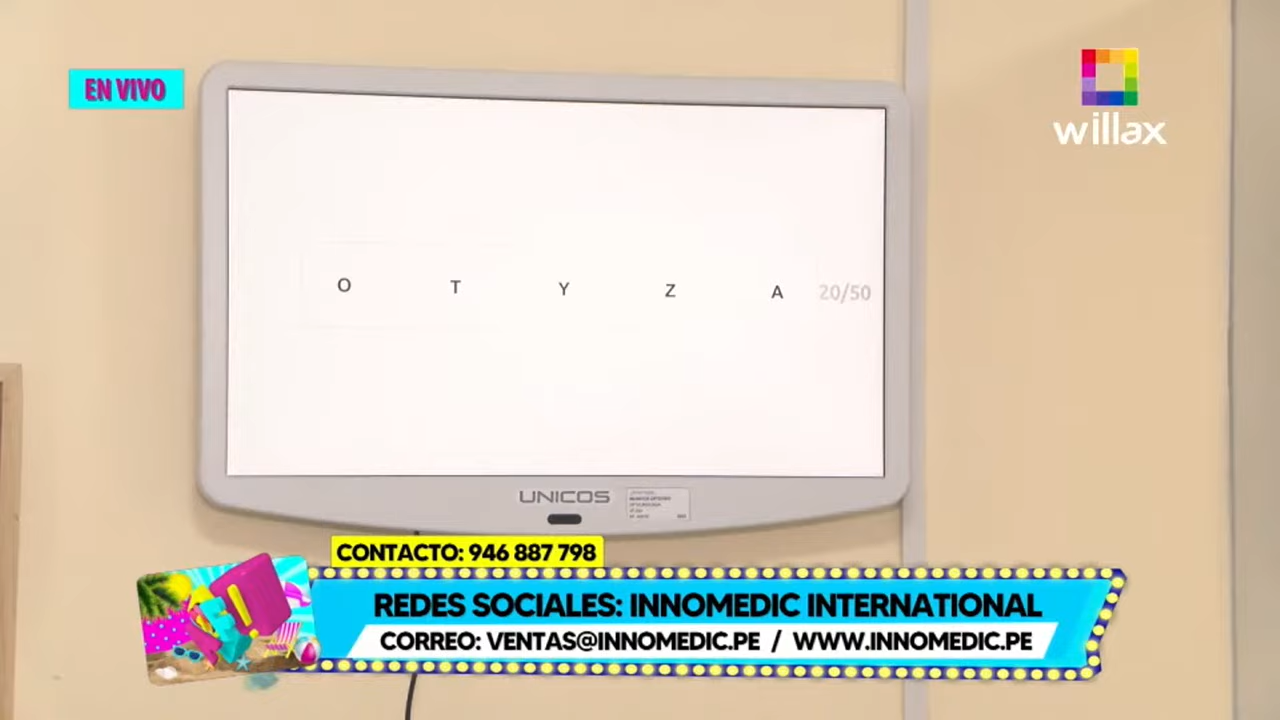 EN VIVO
willax
O T Y Z A 20/50
UNICOS
CONTACTO: 946 887 798
REDES SOCIALES: INNOMEDIC INTERNATIONAL
CORREO: VENTAS@INNOMEDIC.PE / WWW.INNOMEDIC.PE